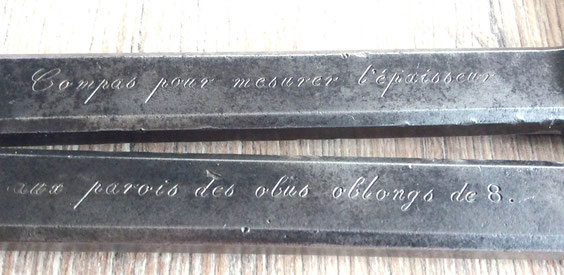 Compas pour mesurer l'épaisseur
aux parois des obus oblongs de 8.